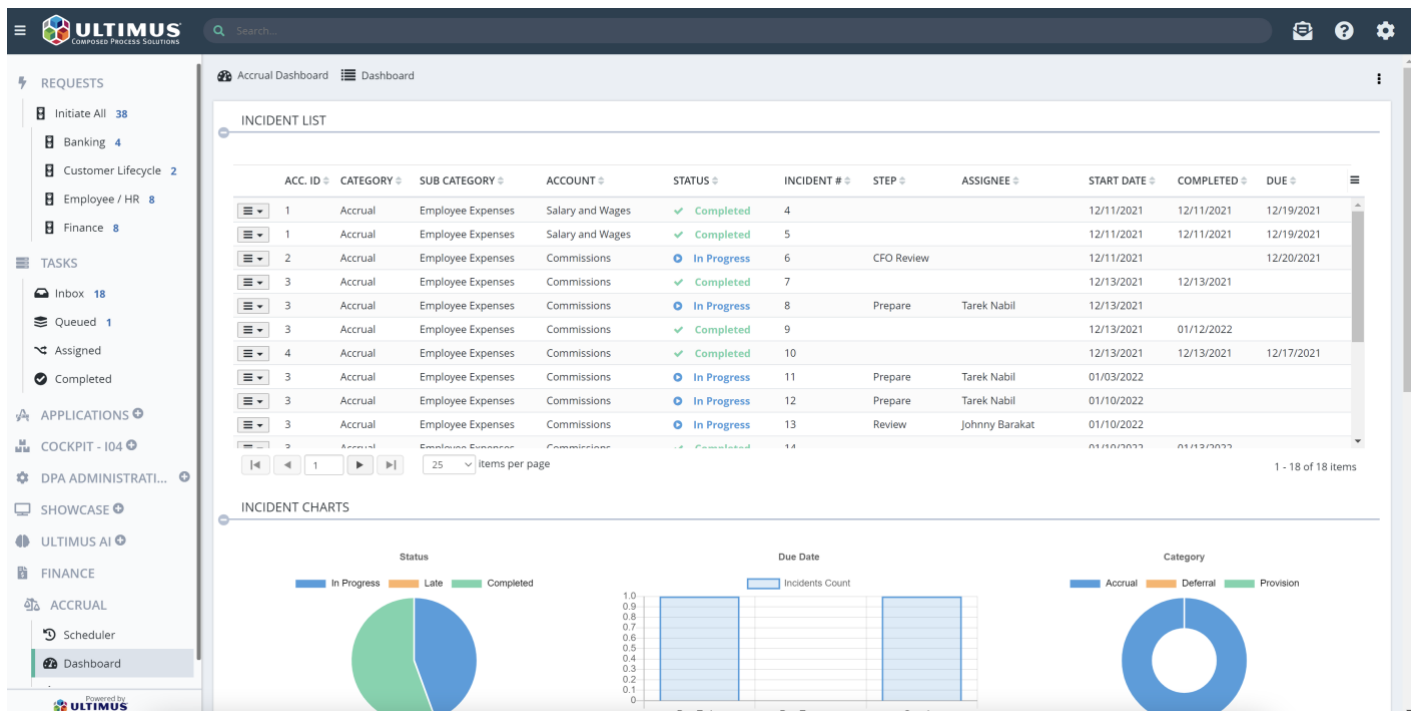 ULTIMUS
COMPOSED PROCESS SOLUTIONS
Search...
REQUESTS
Initiate All 38
Banking 4
Customer Lifecycle 2
Employee / HR 8
Finance 8
TASKS
Inbox 18
Queued 1
Assigned
Completed
APPLICATIONS
COCKPIT - I04
DPA ADMINISTRATI...
SHOWCASE
ULTIMUS AI
FINANCE
ACCRUAL
Scheduler
Dashboard
Powered by
ULTIMUS
Accrual Dashboard Dashboard
INCIDENT LIST
ACC. ID CATEGORY SUB CATEGORY ACCOUNT STATUS INCIDENT # STEP ASSIGNEE START DATE COMPLETED DUE
1 Accrual Employee Expenses Salary and Wages Completed 4 12/11/2021 12/11/2021 12/19/2021
1 Accrual Employee Expenses Salary and Wages Completed 5 12/11/2021 12/11/2021 12/19/2021
2 Accrual Employee Expenses Commissions In Progress 6 CFO Review 12/11/2021 12/20/2021
3 Accrual Employee Expenses Commissions Completed 7 12/13/2021 12/13/2021
3 Accrual Employee Expenses Commissions In Progress 8 Prepare Tarek Nabil 12/13/2021
3 Accrual Employee Expenses Commissions Completed 9 12/13/2021 01/12/2022
4 Accrual Employee Expenses Commissions Completed 10 12/13/2021 12/13/2021 12/17/2021
3 Accrual Employee Expenses Commissions In Progress 11 Prepare Tarek Nabil 01/03/2022
3 Accrual Employee Expenses Commissions In Progress 12 Prepare Tarek Nabil 01/10/2022
3 Accrual Employee Expenses Commissions In Progress 13 Review Johnny Barakat 01/10/2022
3 Accrual Employee Expenses Commissions Completed 14 01/10/2022 01/13/2022
1 25 items per page 1 - 18 of 18 items
INCIDENT CHARTS
Status
In Progress Late Completed
Due Date
Incidents Count
1.0
0.9
0.8
0.7
0.6
0.5
0.4
0.3
0.2
0.1
0
Category
Accrual Deferral Provision